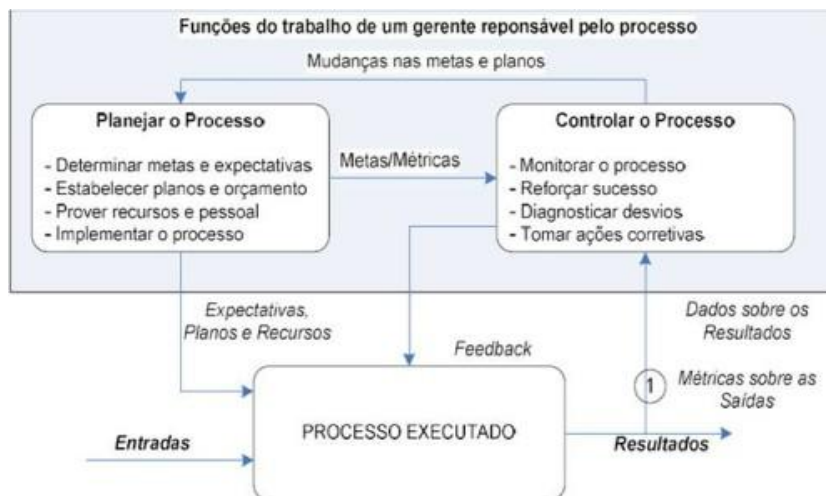 Funções do trabalho de um gerente reponsável pelo processo
Mudanças nas metas e planos
Planejar o Processo
- Determinar metas e expectativas
- Estabelecer planos e orçamento
- Prover recursos e pessoal
- Implementar o processo
Metas/Métricas
Controlar o Processo
- Monitorar o processo
- Reforçar sucesso
- Diagnosticar desvios
- Tomar ações corretivas
Expectativas,
Planos e Recursos
Feedback
Dados sobre os
Resultados
1
Métricas sobre as
Saídas
Entradas
PROCESSO EXECUTADO
Resultados